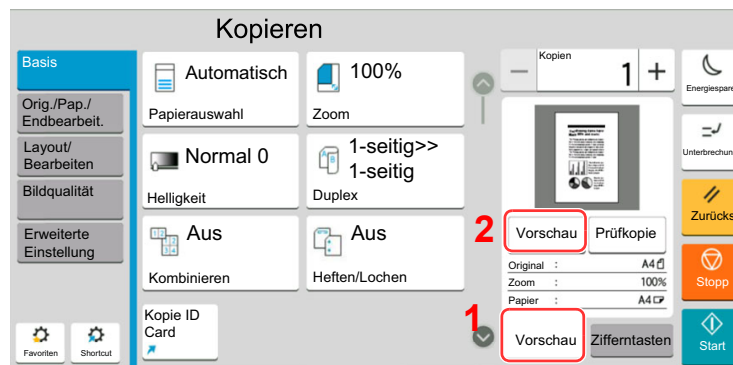 Kopieren
Basis
Orig./Pap./
Endbearbeit.
Layout/
Bearbeiten
Bildqualität
Erweiterte
Einstellung
Favoriten
Shortcut
Automatisch
Papierauswahl
100%
Zoom
Normal 0
Helligkeit
1-seitig>>
1-seitig
Duplex
Aus
Kombinieren
Aus
Heften/Lochen
Kopie ID
Card
Kopien
1
2
Vorschau
Prüfkopie
Original : A4
Zoom : 100%
Papier : A4
1
Vorschau
Zifferntasten
Energiespare
Unterbrechun
Zurücks
Stopp
Start